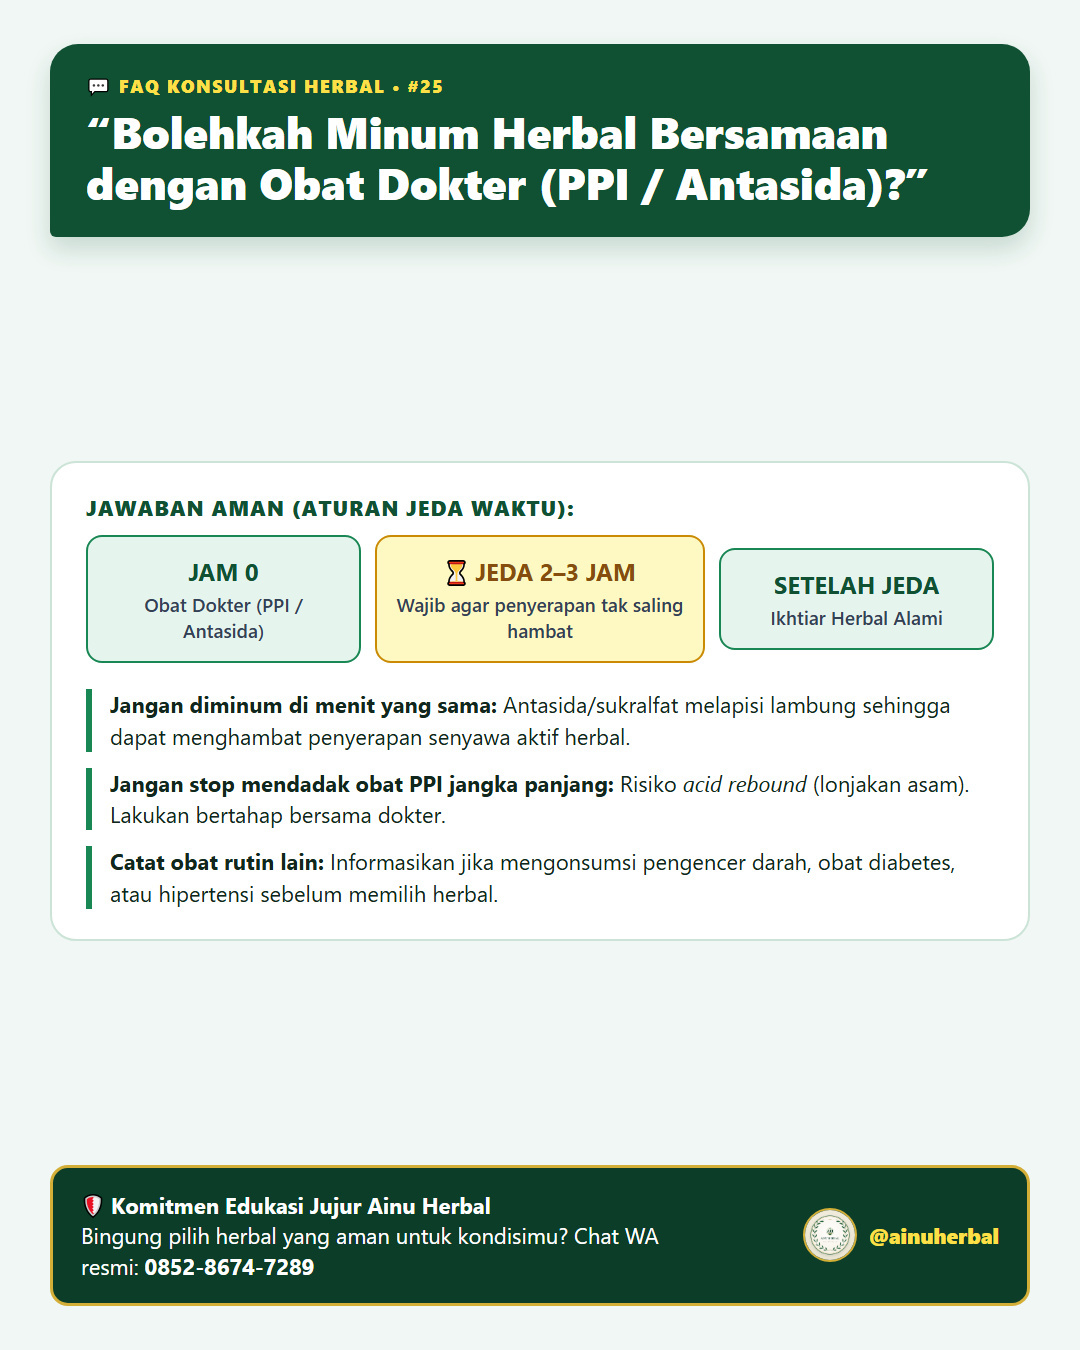 FAQ KONSULTASI HERBAL • #25
“Bolehkah Minum Herbal Bersamaan
dengan Obat Dokter (PPI / Antasida)?”
JAWABAN AMAN (ATURAN JEDA WAKTU):
JAM 0
Obat Dokter (PPI /
Antasida)
JEDA 2–3 JAM
Wajib agar penyerapan tak saling
hambat
SETELAH JEDA
Ikhtiar Herbal Alami
Jangan diminum di menit yang sama: Antasida/sukralfat melapisi lambung sehingga
dapat menghambat penyerapan senyawa aktif herbal.
Jangan stop mendadak obat PPI jangka panjang: Risiko acid rebound (lonjakan asam).
Lakukan bertahap bersama dokter.
Catat obat rutin lain: Informasikan jika mengonsumsi pengencer darah, obat diabetes,
atau hipertensi sebelum memilih herbal.
Komitmen Edukasi Jujur Ainu Herbal
Bingung pilih herbal yang aman untuk kondisimu? Chat WA
resmi: 0852-8674-7289
@ainuherbal